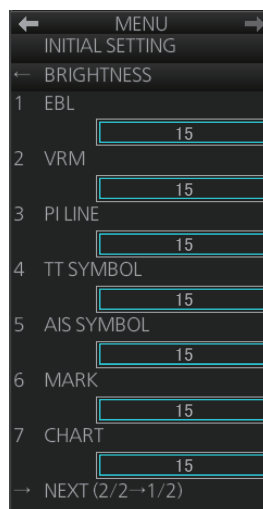 ← MENU →
INITIAL SETTING
← BRIGHTNESS
1 EBL
15
2 VRM
15
3 PI LINE
15
4 TT SYMBOL
15
5 AIS SYMBOL
15
6 MARK
15
7 CHART
15
→ NEXT (2/2→1/2)